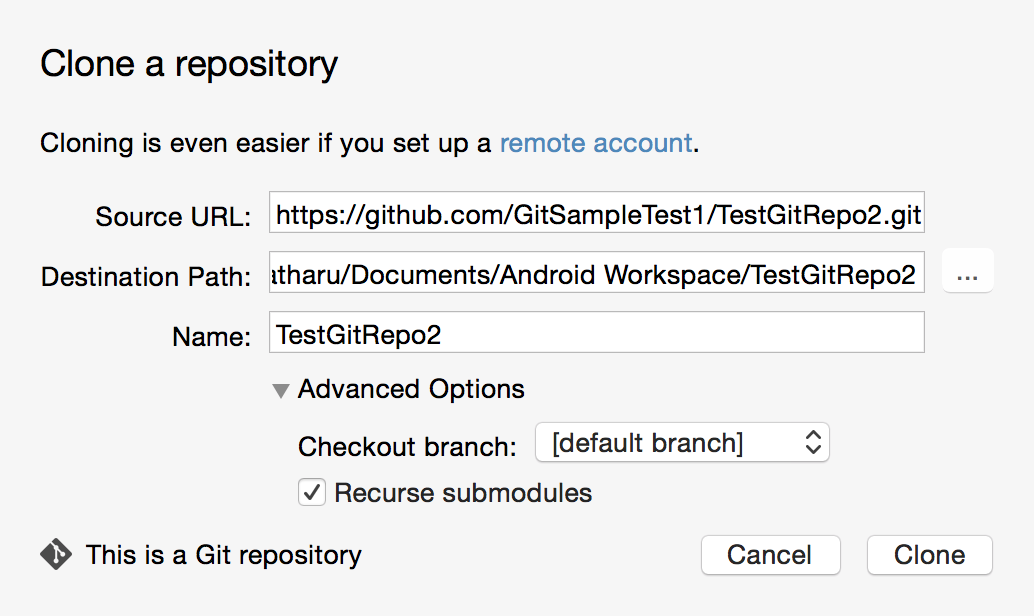 Clone a repository
Cloning is even easier if you set up a remote account.
Source URL: https://github.com/GitSampleTest1/TestGitRepo2.git
Destination Path: atharu/Documents/Android Workspace/TestGitRepo2 ...
Name: TestGitRepo2
Advanced Options
Checkout branch: [default branch]
Recurse submodules
This is a Git repository Cancel Clone